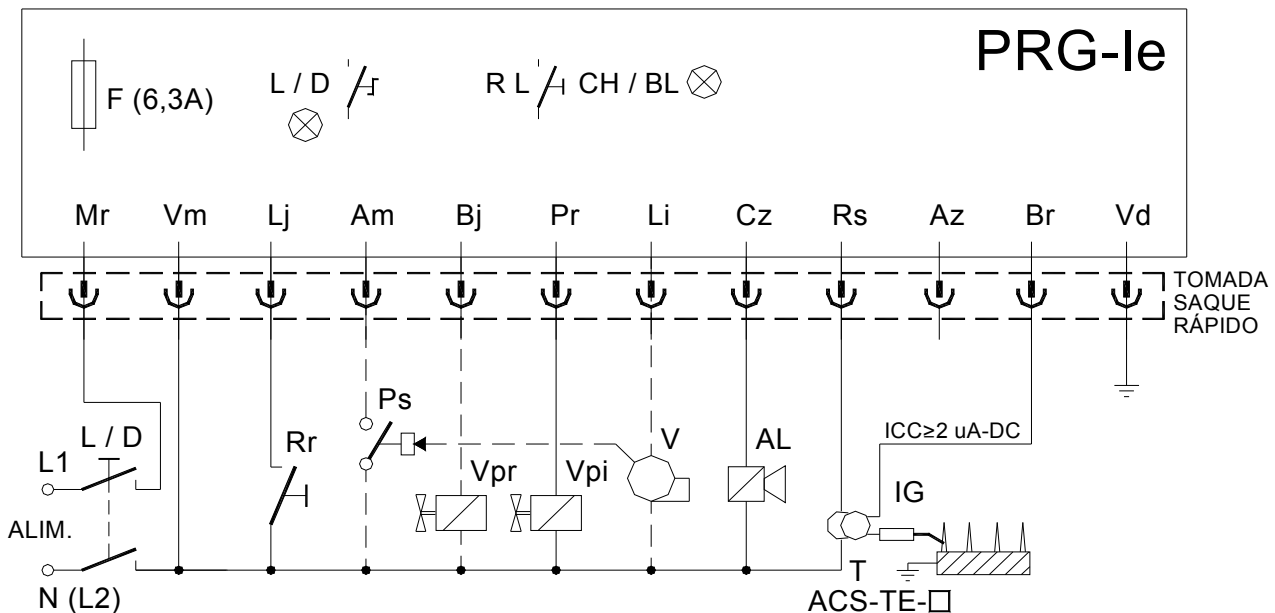 PRG-Ie
F (6,3A)
L / D
R L
CH / BL
Mr Vm Lj Am Bj Pr Li Cz Rs Az Br Vd
TOMADA
SAQUE
RÁPIDO
L / D
L1
ALIM.
N (L2)
Rr
Ps
Vpr
Vpi
V
AL
ICC≥2 uA-DC
IG
T
ACS-TE-□